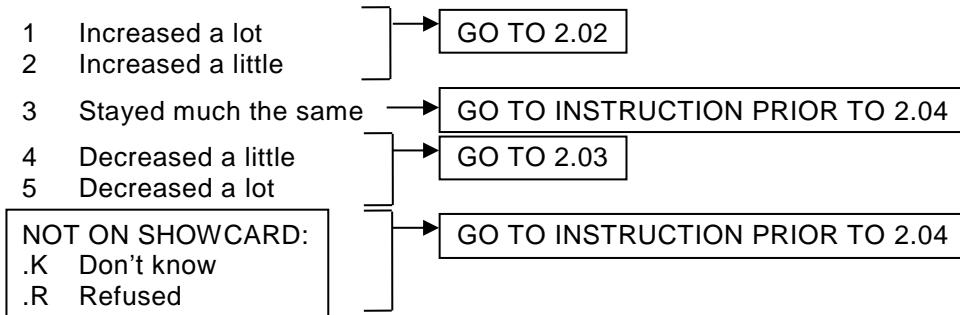 1 Increased a lot GO TO 2.02
2 Increased a little
3 Stayed much the same GO TO INSTRUCTION PRIOR TO 2.04
4 Decreased a little GO TO 2.03
5 Decreased a lot
NOT ON SHOWCARD: GO TO INSTRUCTION PRIOR TO 2.04
.K Don’t know
.R Refused